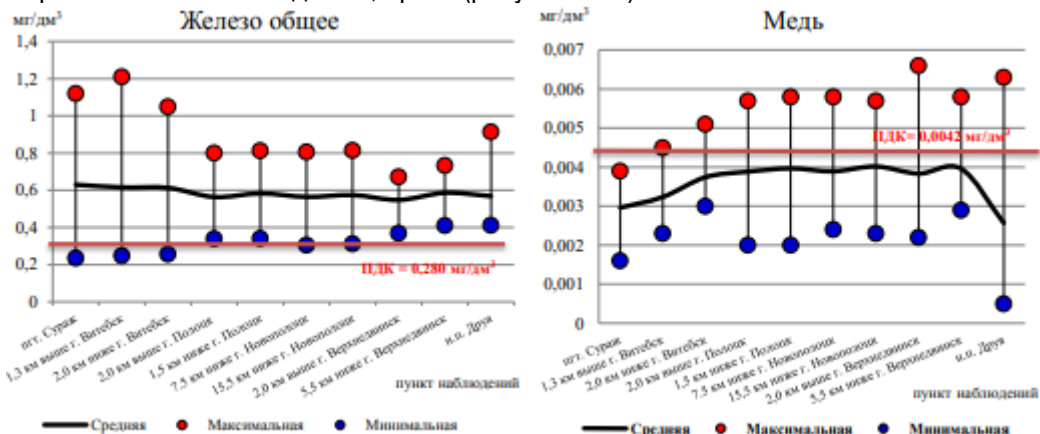 мг/дм³
Железо общее
1,4
1,2
1
0,8
0,6
0,4
0,2
0
ПДК = 0,280 мг/дм³
пгт. Сураж
1,3 км выше г. Витебск
2,0 км ниже г. Витебск
2,0 км выше г. Полоцк
1,5 км ниже г. Полоцк
7,5 км ниже г. Новополоцк
15,5 км ниже г. Новополоцк
2,0 км выше г. Верхнедвинск
5,5 км ниже г. Верхнедвинск
н.п. Друя
пункт наблюдений
Средняя
Максимальная
Минимальная
мг/дм³
Медь
0,007
0,006
0,005
0,004
0,003
0,002
0,001
0
ПДК= 0,0042 мг/дм³
пгт. Сураж
1,3 км выше г. Витебск
2,0 км ниже г. Витебск
2,0 км выше г. Полоцк
1,5 км ниже г. Полоцк
7,5 км ниже г. Новополоцк
15,5 км ниже г. Новополоцк
2,0 км выше г. Верхнедвинск
5,5 км ниже г. Верхнедвинск
н.п. Друя
пункт наблюдений
Средняя
Максимальная
Минимальная